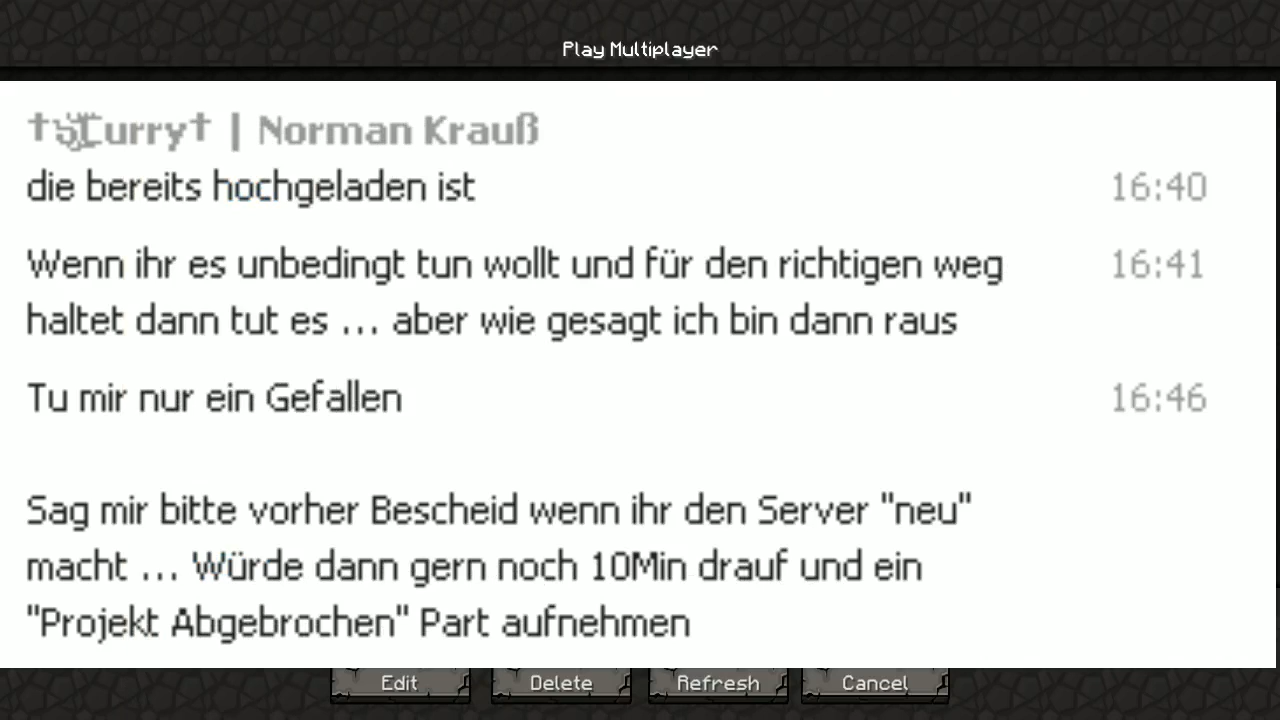 Play Multiplayer
Curry† | Norman Krauß
die bereits hochgeladen ist 16:40
Wenn ihr es unbedingt tun wollt und für den richtigen weg 16:41
haltet dann tut es ... aber wie gesagt ich bin dann raus
Tu mir nur ein Gefallen 16:46
Sag mir bitte vorher Bescheid wenn ihr den Server "neu"
macht ... Würde dann gern noch 10Min drauf und ein
"Projekt Abgebrochen" Part aufnehmen
Edit Delete Refresh Cancel